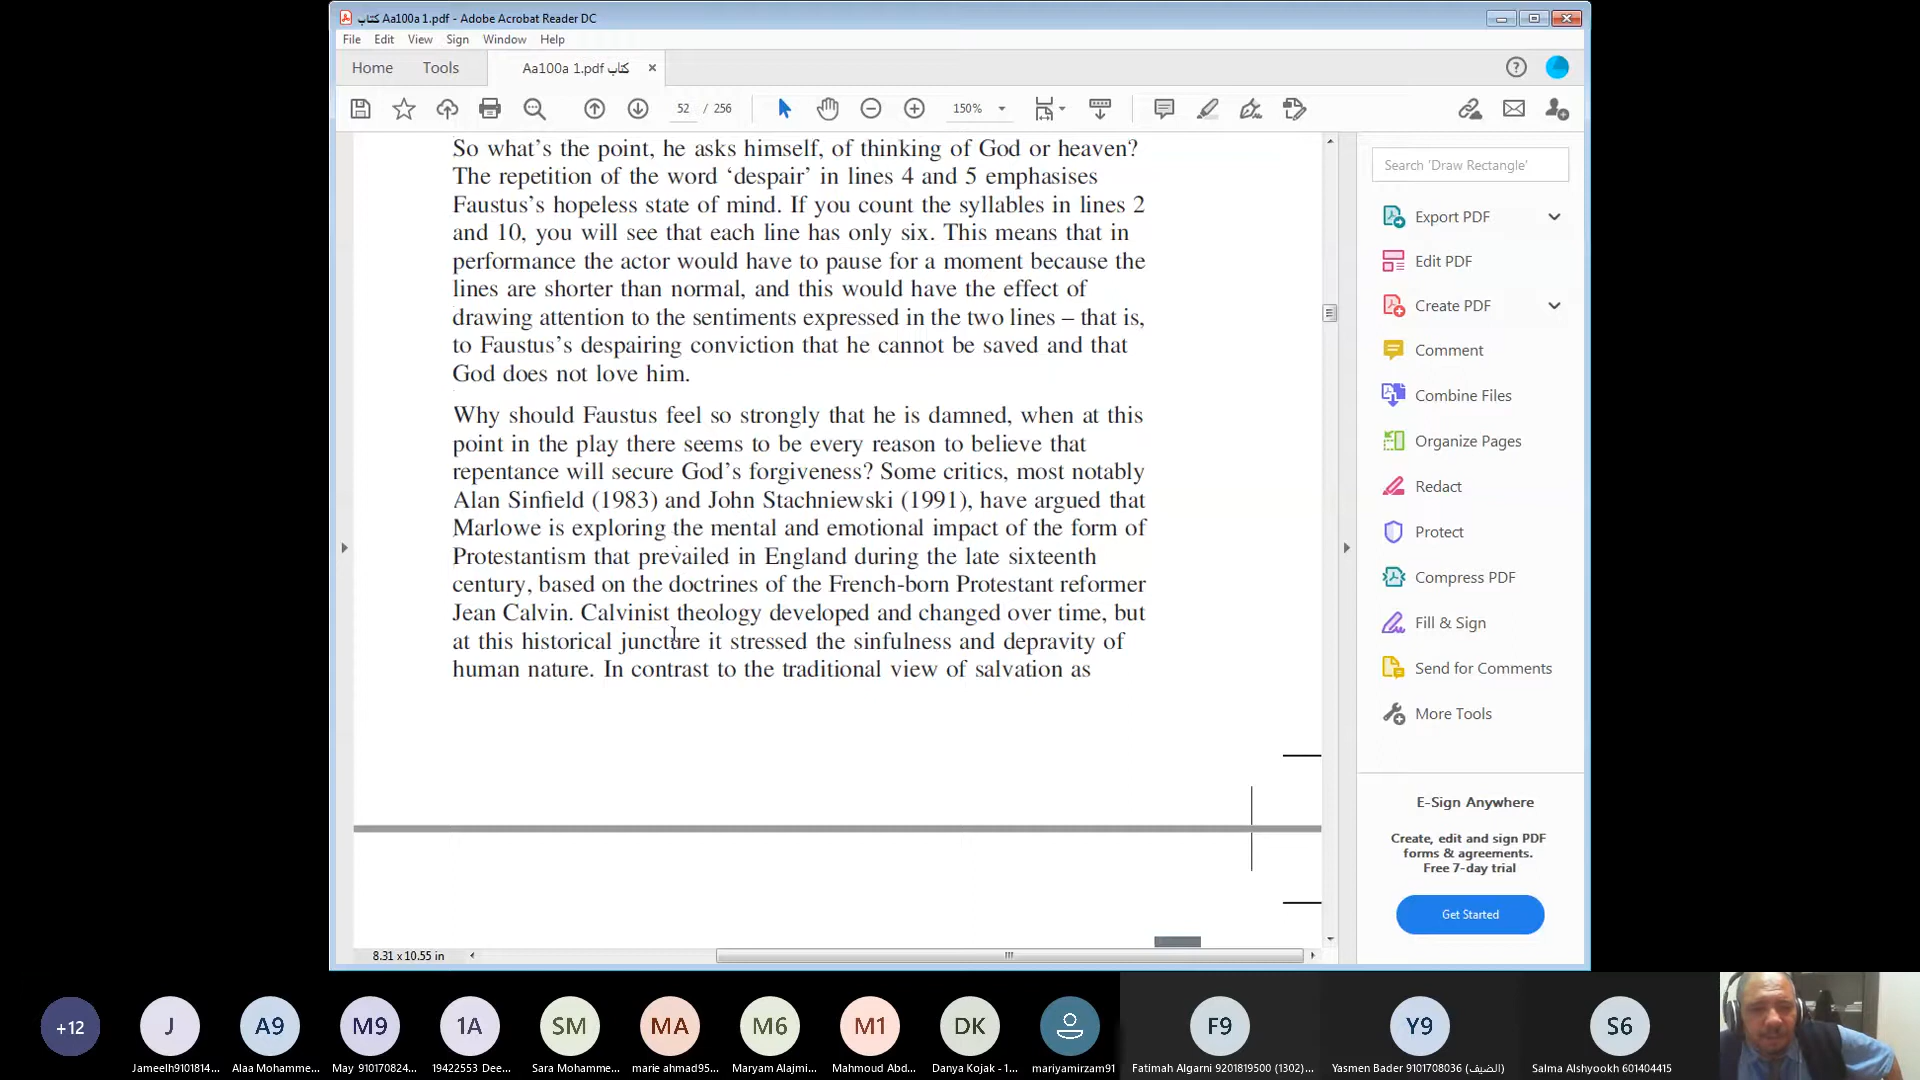 كتاب Aa100a 1.pdf - Adobe Acrobat Reader DC
File Edit View Sign Window Help
Home Tools Aa100a 1.pdf كتاب
52 / 256 150%
So what's the point, he asks himself, of thinking of God or heaven?
The repetition of the word ‘despair’ in lines 4 and 5 emphasises
Faustus's hopeless state of mind. If you count the syllables in lines 2
and 10, you will see that each line has only six. This means that in
performance the actor would have to pause for a moment because the
lines are shorter than normal, and this would have the effect of
drawing attention to the sentiments expressed in the two lines – that is,
to Faustus's despairing conviction that he cannot be saved and that
God does not love him.
Why should Faustus feel so strongly that he is damned, when at this
point in the play there seems to be every reason to believe that
repentance will secure God's forgiveness? Some critics, most notably
Alan Sinfield (1983) and John Stachniewski (1991), have argued that
Marlowe is exploring the mental and emotional impact of the form of
Protestantism that prevailed in England during the late sixteenth
century, based on the doctrines of the French-born Protestant reformer
Jean Calvin. Calvinist theology developed and changed over time, but
at this historical juncture it stressed the sinfulness and depravity of
human nature. In contrast to the traditional view of salvation as
8.31 x 10.55 in
Search 'Draw Rectangle'
Export PDF
Edit PDF
Create PDF
Comment
Combine Files
Organize Pages
Redact
Protect
Compress PDF
Fill & Sign
Send for Comments
More Tools
E-Sign Anywhere
Create, edit and sign PDF
forms & agreements.
Free 7-day trial
Get Started
+12 J A9 M9 1A SM MA M6 M1 DK F9 Y9 S6
Jameelh9101814... Alaa Mohamme... May 910170824... 19422553 Dee... Sara Mohamme... marie ahmad95... Maryam Alajmi... Mahmoud Abd... Danya Kojak - 1... mariyamirzam91 Fatimah Algarni 9201819500 (1302)... Yasmen Bader 9101708036 (الضيف) Salma Alshyookh 601404415